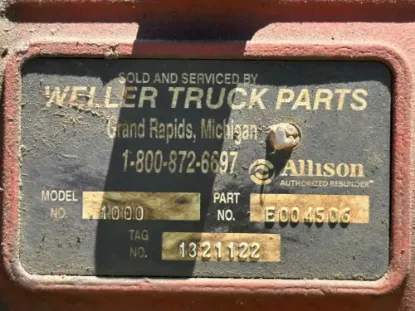 SOLD AND SERVICED BY
WELLER TRUCK PARTS
Grand Rapids, Michigan
1-800-872-6697
Allison
AUTHORIZED REBUILDER
MODEL NO. 1000 PART NO. E004506
TAG NO. 1321122